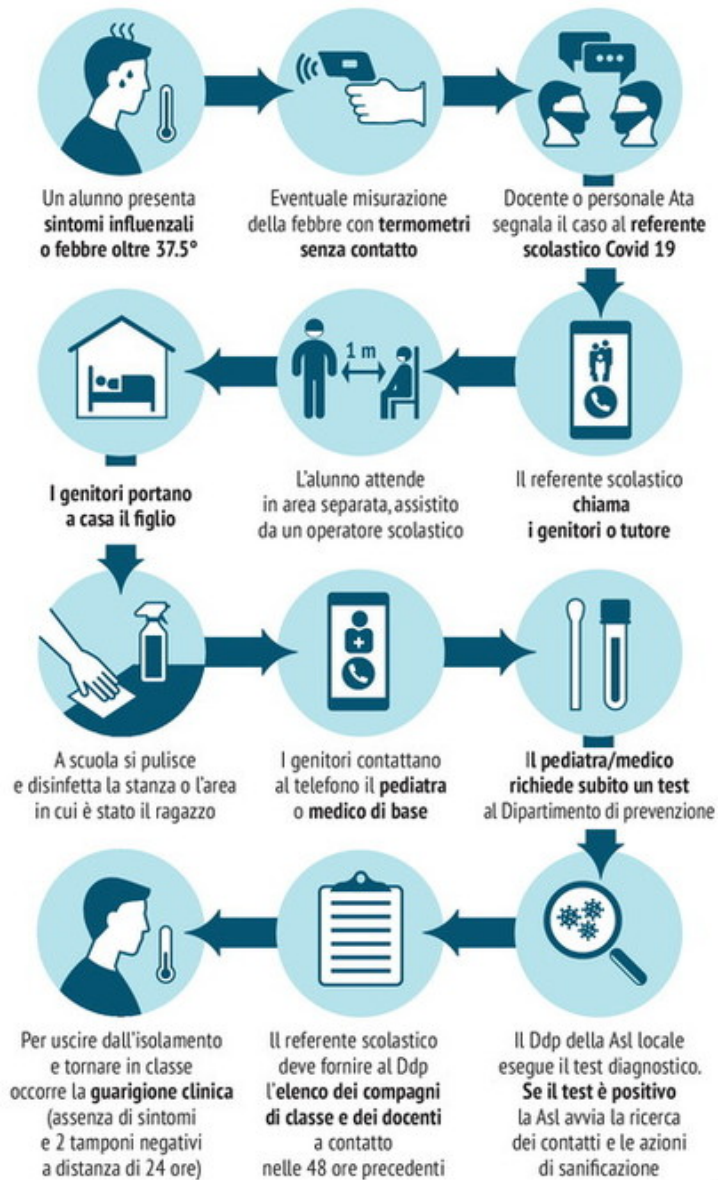 Un alunno presenta
sintomi influenzali
o febbre oltre 37.5°
Eventuale misurazione
della febbre con termometri
senza contatto
Docente o personale Ata
segnala il caso al referente
scolastico Covid 19
Il referente scolastico
chiama
i genitori o tutore
1 m
L'alunno attende
in area separata, assistito
da un operatore scolastico
I genitori portano
a casa il figlio
A scuola si pulisce
e disinfetta la stanza o l'area
in cui è stato il ragazzo
I genitori contattano
al telefono il pediatra
o medico di base
Il pediatra/medico
richiede subito un test
al Dipartimento di prevenzione
Il Ddp della Asl locale
esegue il test diagnostico.
Se il test è positivo
la Asl avvia la ricerca
dei contatti e le azioni
di sanificazione
Il referente scolastico
deve fornire al Ddp
l'elenco dei compagni
di classe e dei docenti
a contatto
nelle 48 ore precedenti
Per uscire dall'isolamento
e tornare in classe
occorre la guarigione clinica
(assenza di sintomi
e 2 tamponi negativi
a distanza di 24 ore)